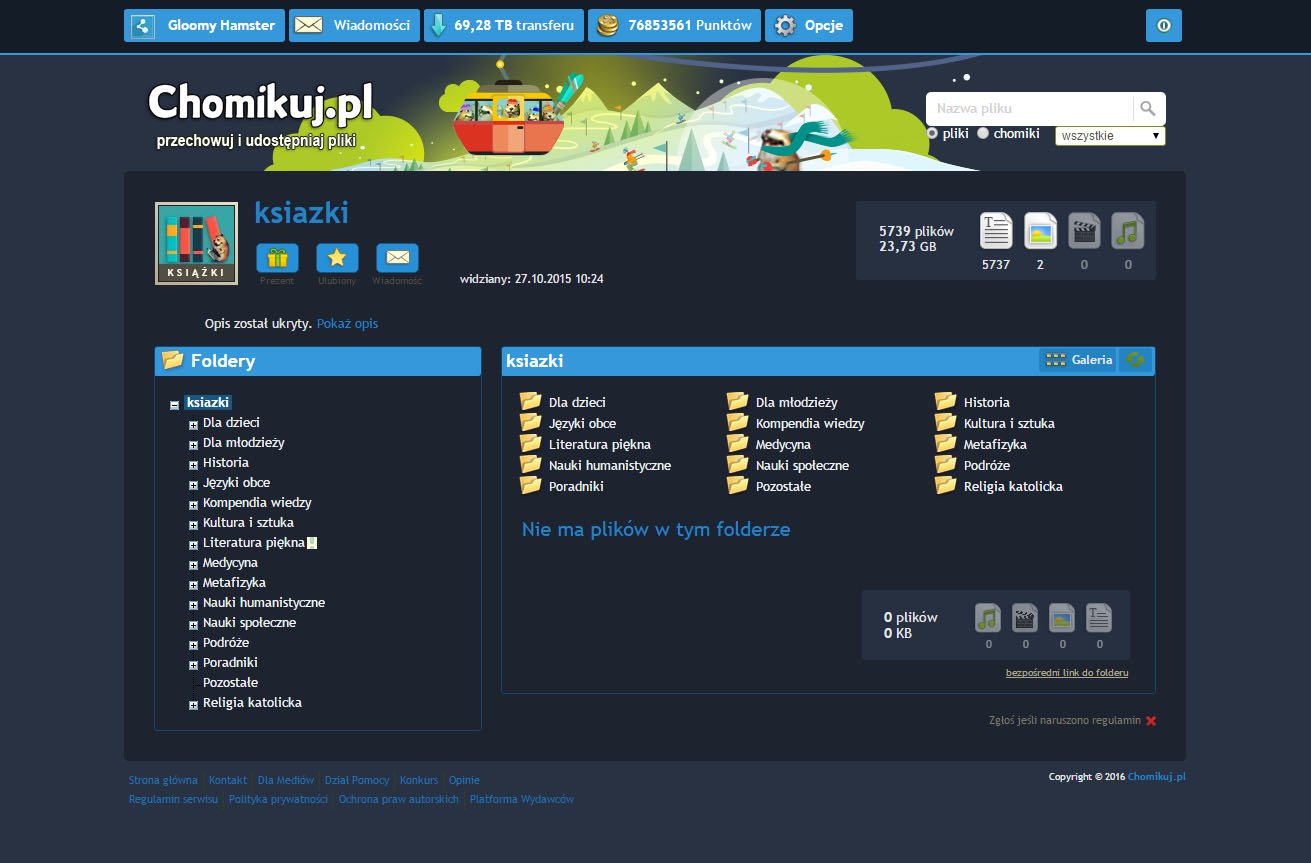 Gloomy Hamster Wiadomości 69,28 TB transferu 76853561 Punktów Opcje
Chomikuj.pl
przechowuj i udostępniaj pliki
Nazwa pliku
pliki chomiki wszystkie
ksiazki
KSIĄŻKI
Prezent Ulubiony Wiadomość
widziany: 27.10.2015 10:24
5739 plików
23,73 GB
5737 2 0 0
Opis został ukryty. Pokaż opis
Foldery
ksiazki
Dla dzieci
Dla młodzieży
Historia
Języki obce
Kompendia wiedzy
Kultura i sztuka
Literatura piękna
Medycyna
Metafizyka
Nauki humanistyczne
Nauki społeczne
Podróże
Poradniki
Pozostałe
Religia katolicka
ksiazki Galeria
Dla dzieci Dla młodzieży Historia
Języki obce Kompendia wiedzy Kultura i sztuka
Literatura piękna Medycyna Metafizyka
Nauki humanistyczne Nauki społeczne Podróże
Poradniki Pozostałe Religia katolicka
Nie ma plików w tym folderze
0 plików
0 KB
0 0 0 0
bezpośredni link do folderu
Zgłoś jeśli naruszono regulamin
Strona główna Kontakt Dla Mediów Dział Pomocy Konkurs Opinie
Regulamin serwisu Polityka prywatności Ochrona praw autorskich Platforma Wydawców
Copyright © 2016 Chomikuj.pl